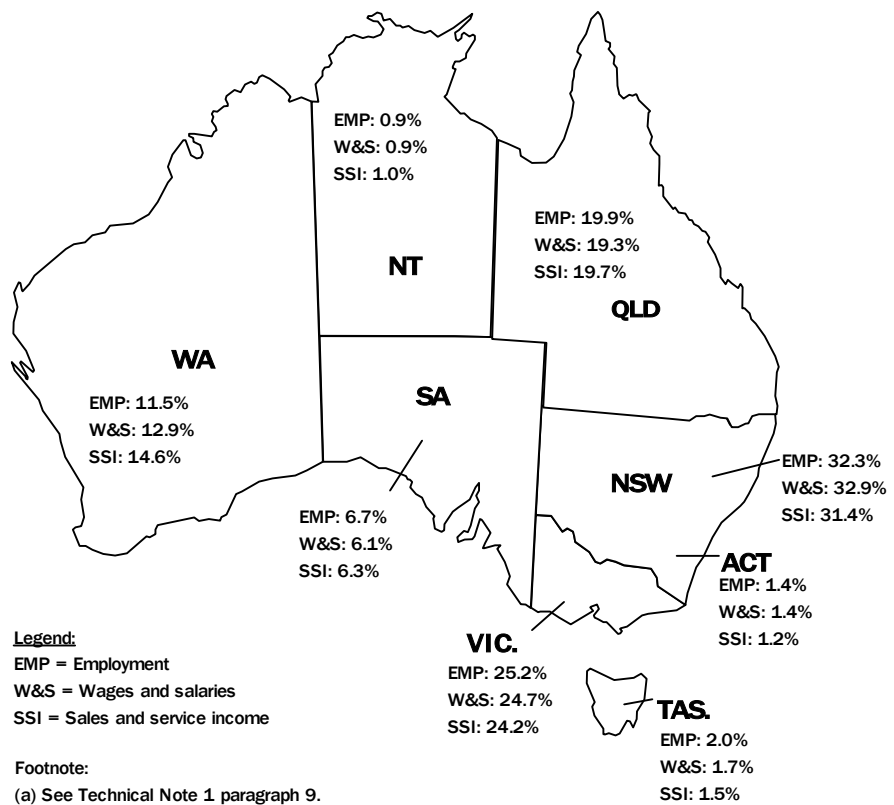 EMP: 0.9%
W&S: 0.9%
SSI: 1.0%
NT
EMP: 19.9%
W&S: 19.3%
SSI: 19.7%
QLD
WA
EMP: 11.5%
W&S: 12.9%
SSI: 14.6%
SA
EMP: 6.7%
W&S: 6.1%
SSI: 6.3%
NSW
EMP: 32.3%
W&S: 32.9%
SSI: 31.4%
ACT
EMP: 1.4%
W&S: 1.4%
SSI: 1.2%
VIC.
EMP: 25.2%
W&S: 24.7%
SSI: 24.2%
TAS.
EMP: 2.0%
W&S: 1.7%
SSI: 1.5%
Legend:
EMP = Employment
W&S = Wages and salaries
SSI = Sales and service income
Footnote:
(a) See Technical Note 1 paragraph 9.